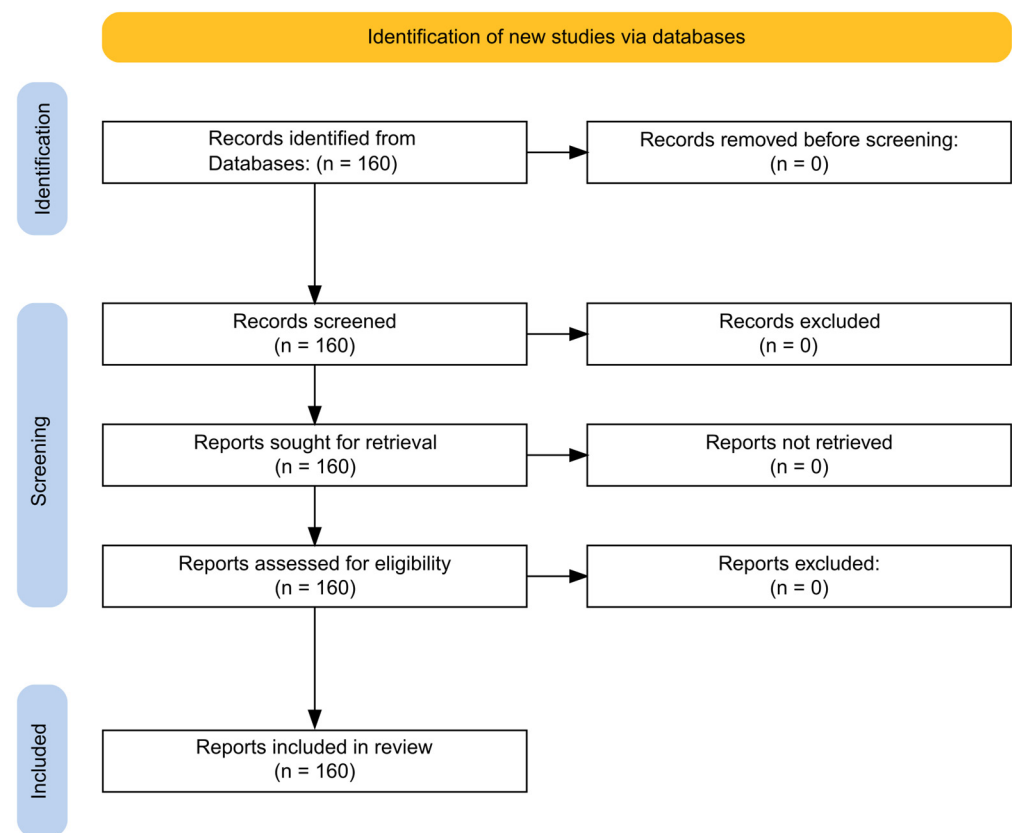 Identification of new studies via databases
Identification
Records identified from
Databases: (n = 160)
Records removed before screening:
(n = 0)
Screening
Records screened
(n = 160)
Records excluded
(n = 0)
Reports sought for retrieval
(n = 160)
Reports not retrieved
(n = 0)
Reports assessed for eligibility
(n = 160)
Reports excluded:
(n = 0)
Included
Reports included in review
(n = 160)